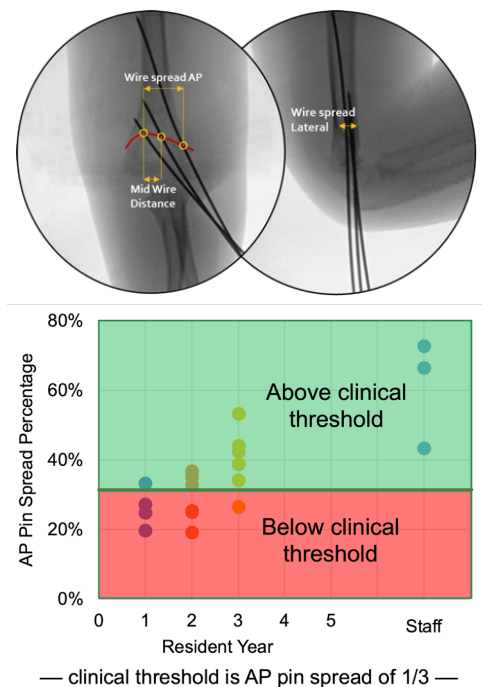 Wire spread AP
Wire spread
Lateral
Mid Wire
Distance
80%
60%
40%
20%
0%
AP Pin Spread Percentage
Above clinical
threshold
Below clinical
threshold
0 1 2 3 4 5 Staff
Resident Year
— clinical threshold is AP pin spread of 1/3 —